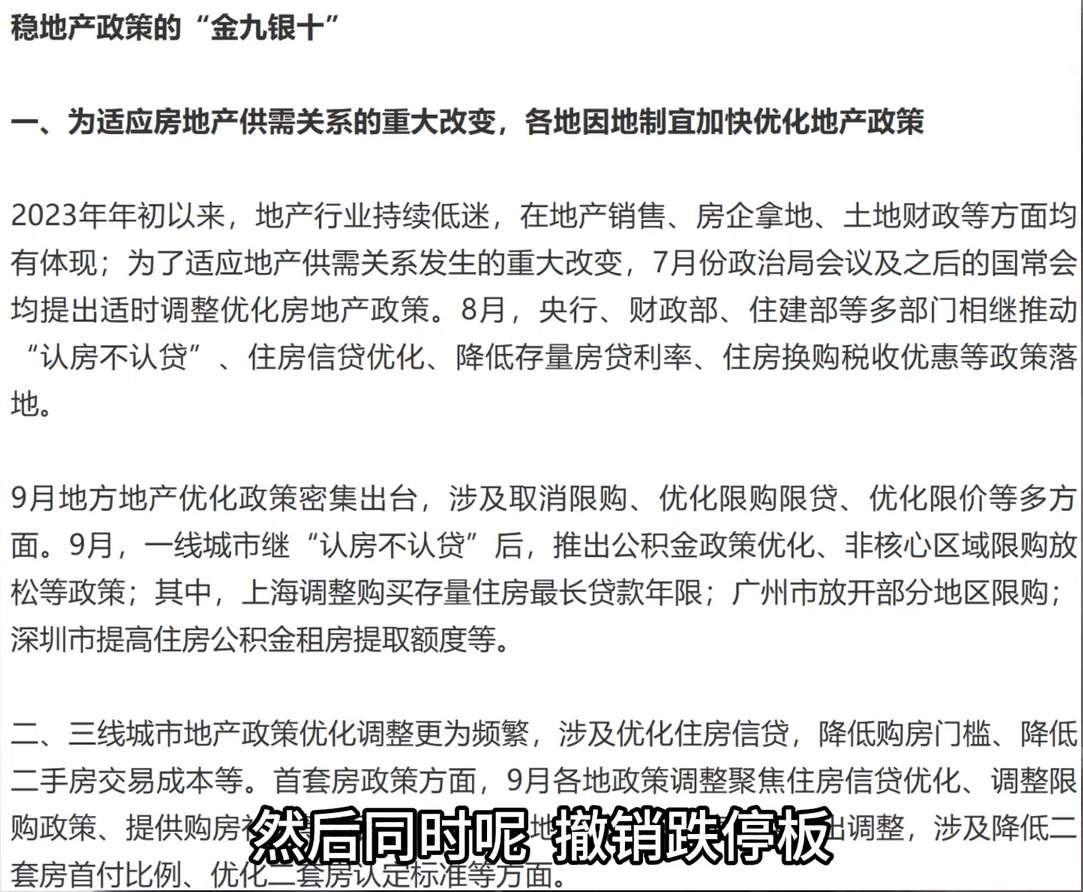 稳地产政策的“金九银十”
一、为适应房地产供需关系的重大改变，各地因地制宜加快优化地产政策
2023年年初以来，地产行业持续低迷，在地产销售、房企拿地、土地财政等方面均
有体现；为了适应地产供需关系发生的重大改变，7月份政治局会议及之后的国常会
均提出适时调整优化房地产政策。8月，央行、财政部、住建部等多部门相继推动
“认房不认贷”、住房信贷优化、降低存量房贷利率、住房换购税收优惠等政策落
地。
9月地方地产优化政策密集出台，涉及取消限购、优化限购限贷、优化限价等多方
面。9月，一线城市继“认房不认贷”后，推出公积金政策优化、非核心区域限购放
松等政策；其中，上海调整购买存量住房最长贷款年限；广州市放开部分地区限购；
深圳市提高住房公积金租房提取额度等。
二、三线城市地产政策优化调整更为频繁，涉及优化住房信贷，降低购房门槛、降低
二手房交易成本等。首套房政策方面，9月各地政策调整聚焦住房信贷优化、调整限
购政策、提供购房 地 出调整，涉及降低二
然后同时呢 撤销跌停板
套房首付比例、优化二套房认定标准等方面。